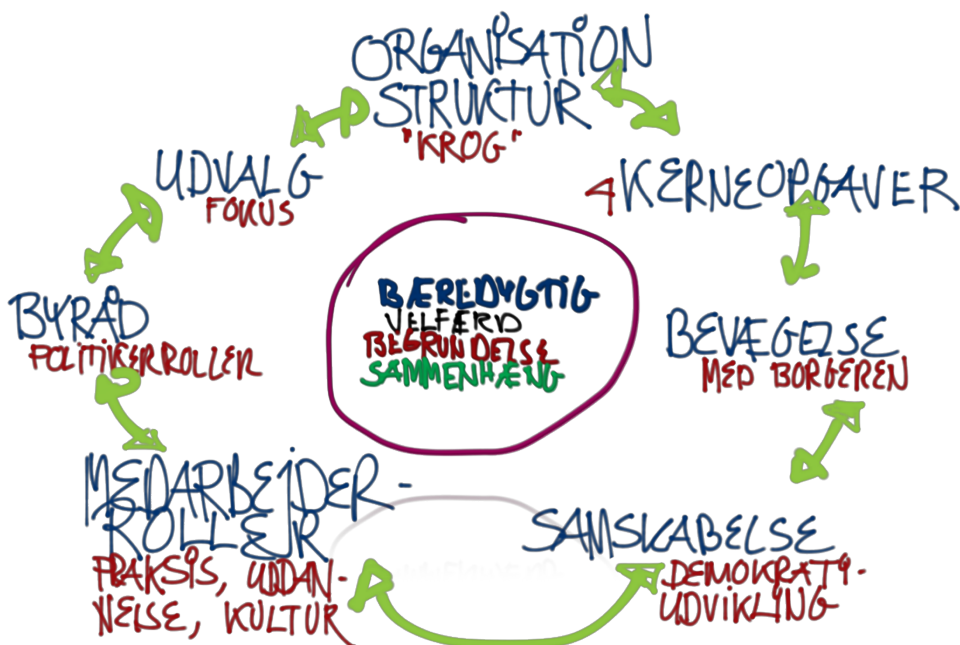 ORGANISATION
STRUKTUR
"KROG"
UDVALG
FOKUS
4 KERNEOPGAVER
BYRÅD
POLITIKERROLLER
BÆREDYGTIG
VELFÆRD
BEGRUNDELSE
SAMMENHÆNG
BEVÆGELSE
MED BORGEREN
MEDARBEJDER-
ROLLER
PRAKSIS, UDDAN-
NELSE, KULTUR
SAMSKABELSE
DEMOKRATI-
UDVIKLING